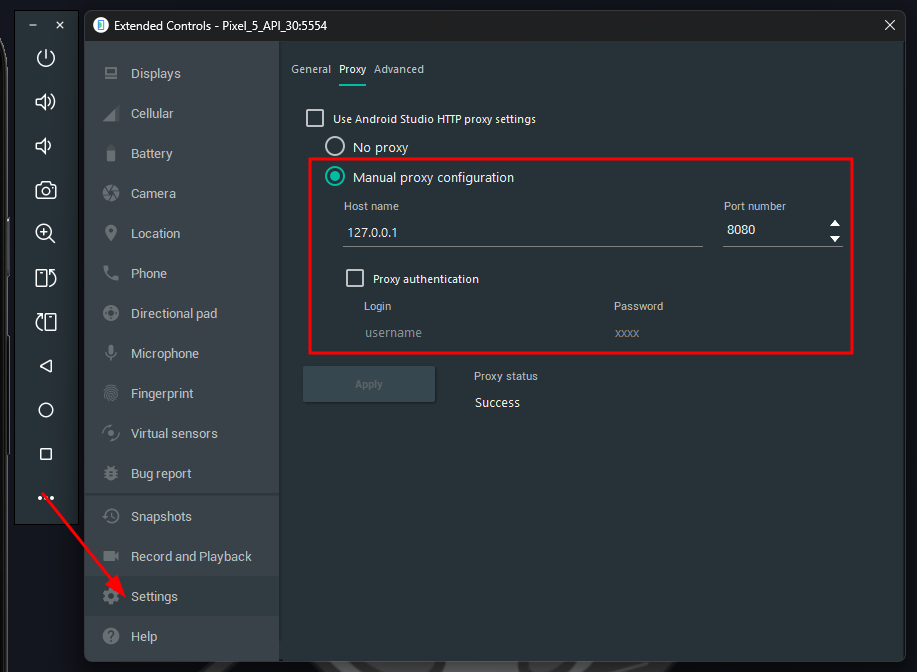 Extended Controls - Pixel_5_API_30:5554
Displays
Cellular
Battery
Camera
Location
Phone
Directional pad
Microphone
Fingerprint
Virtual sensors
Bug report
Snapshots
Record and Playback
Settings
Help
General Proxy Advanced
Use Android Studio HTTP proxy settings
No proxy
Manual proxy configuration
Host name Port number
127.0.0.1 8080
Proxy authentication
Login Password
username xxxx
Apply Proxy status
Success